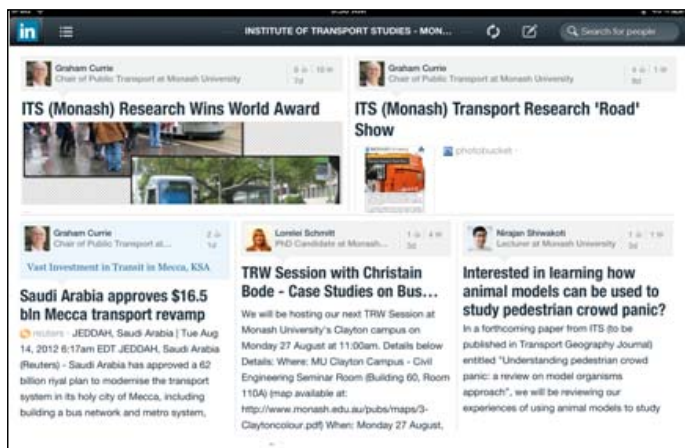 in
INSTITUTE OF TRANSPORT STUDIES - MON...
Search for people
Graham Currie
Chair of Public Transport at Monash University
7d
ITS (Monash) Research Wins World Award
Graham Currie
Chair of Public Transport at Monash University
ITS (Monash) Transport Research 'Road'
Show
photobucket ·
Graham Currie
Chair of Public Transport at...
1d
Vast Investment in Transit in Mecca, KSA
Saudi Arabia approves $16.5
bln Mecca transport revamp
reuters · JEDDAH, Saudi Arabia | Tue Aug
14, 2012 6:17am EDT JEDDAH, Saudi Arabia
(Reuters) - Saudi Arabia has approved a 62
billion riyal plan to modernise the transport
system in its holy city of Mecca, including
building a bus network and metro system,
Lorelei Schmitt
PhD Candidate at Monash...
3d
TRW Session with Christain
Bode - Case Studies on Bus...
We will be hosting our next TRW Session at
Monash University's Clayton campus on
Monday 27 August at 11:00am. Details below
Details: Where: MU Clayton Campus - Civil
Engineering Seminar Room (Building 60, Room
110A) (map available at:
http://www.monash.edu.au/pubs/maps/3-
Claytoncolour.pdf) When: Monday 27 August,
Nirajan Shiwakoti
Lecturer at Monash University
Interested in learning how
animal models can be used to
study pedestrian crowd panic?
In a forthcoming paper from ITS (to be
published in Transport Geography Journal)
entitled "Understanding pedestrian crowd
panic: a review on model organisms
approach", we will be reviewing our
experiences of using animal models to study